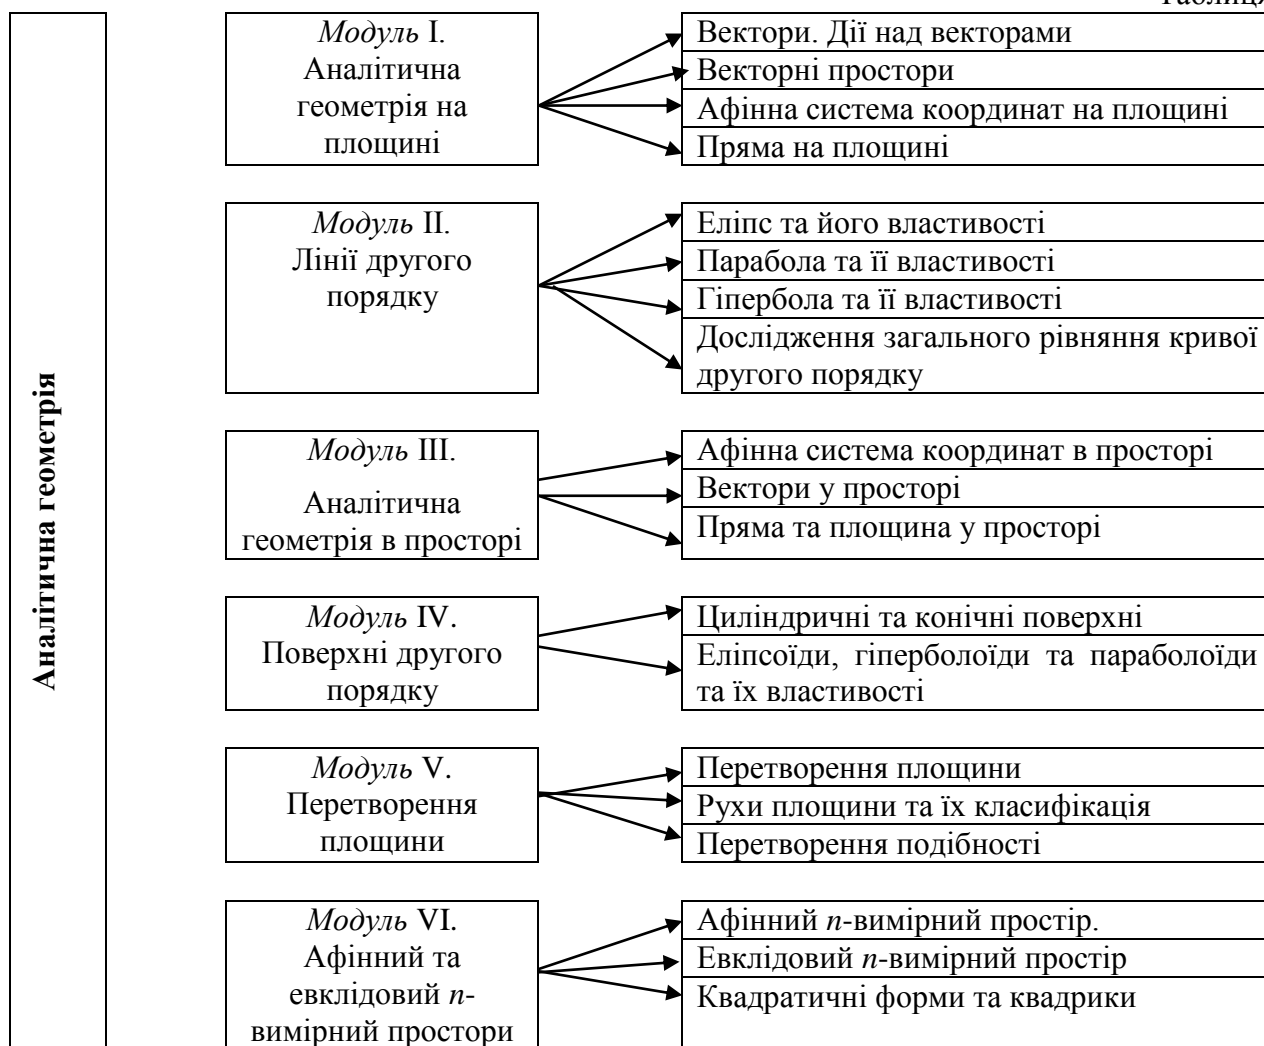 Таблиця
Аналітична геометрія
Модуль I.
Аналітична
геометрія на
площині
Вектори. Дії над векторами
Векторні простори
Афінна система координат на площині
Пряма на площині
Модуль II.
Лінії другого
порядку
Еліпс та його властивості
Парабола та її властивості
Гіпербола та її властивості
Дослідження загального рівняння кривої
другого порядку
Модуль III.
Аналітична
геометрія в просторі
Афінна система координат в просторі
Вектори у просторі
Пряма та площина у просторі
Модуль IV.
Поверхні другого
порядку
Циліндричні та конічні поверхні
Еліпсоїди, гіперболоїди та параболоїди
та їх властивості
Модуль V.
Перетворення
площини
Перетворення площини
Рухи площини та їх класифікація
Перетворення подібності
Модуль VI.
Афінний та
евклідовий n-
вимірний простори
Афінний n-вимірний простір.
Евклідовий n-вимірний простір
Квадратичні форми та квадрики